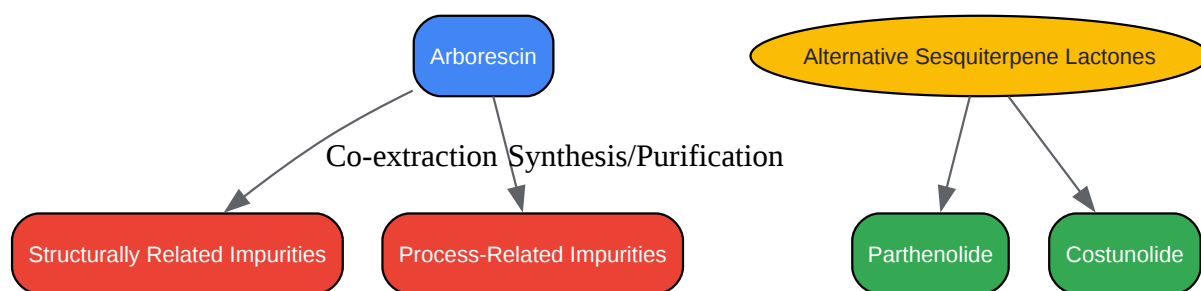 Arborescin
Alternative Sesquiterpene Lactones
Co-extraction
Synthesis/Purification
Structurally Related Impurities
Process-Related Impurities
Parthenolide
Costunolide